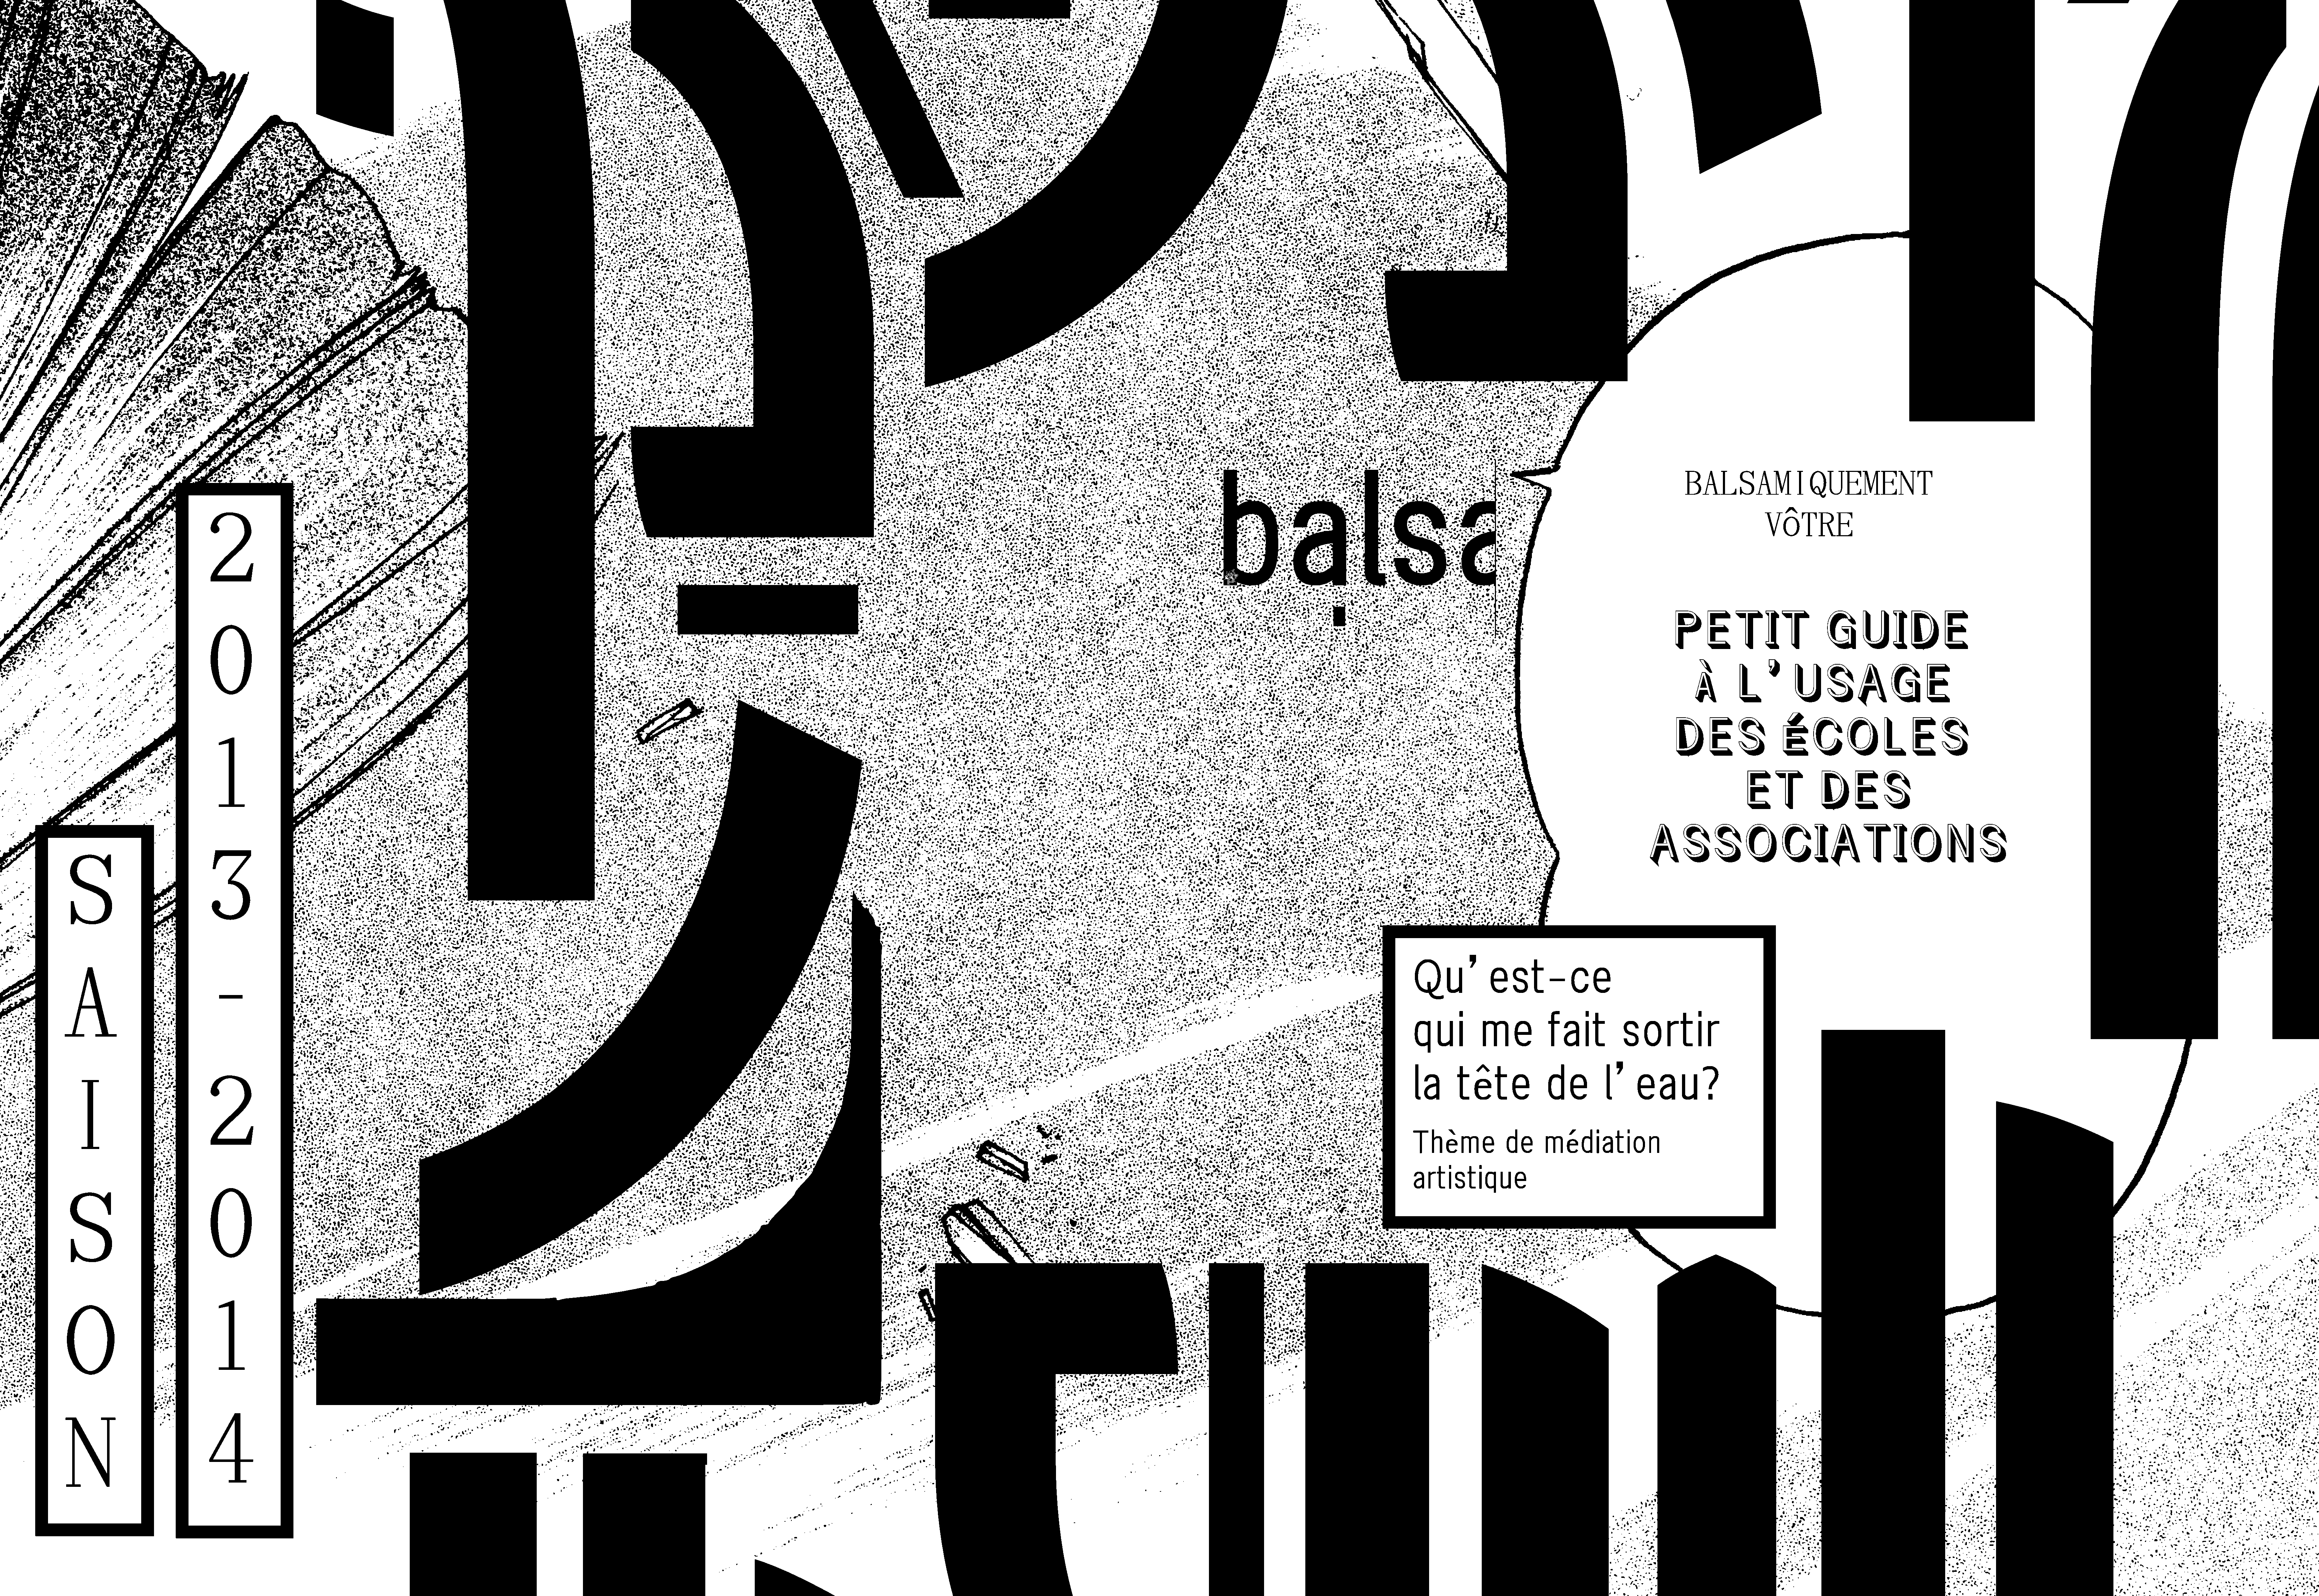 SAISON
2013-2014
balsa
BALSAMIQUEMENT
VÔTRE
PETIT GUIDE
À L'USAGE
DES ÉCOLES
ET DES
ASSOCIATIONS
Qu'est-ce
qui me fait sortir
la tête de l'eau?
Thème de médiation
artistique